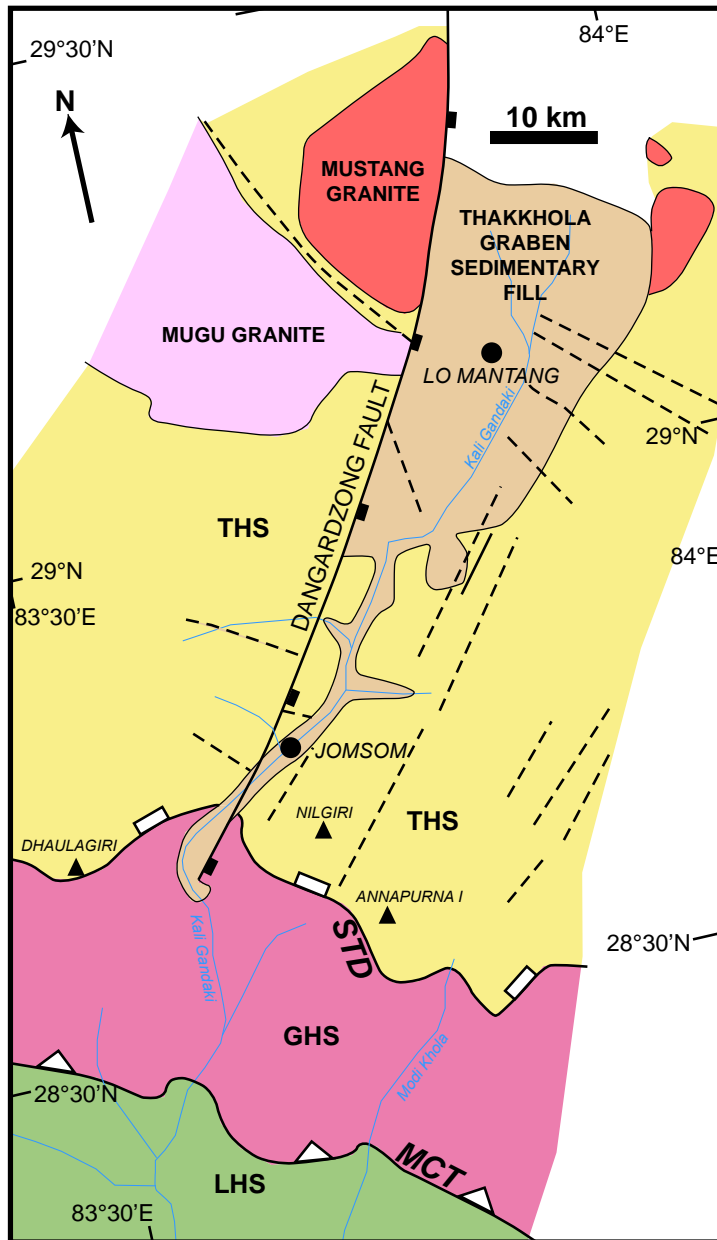 29°30’N
84°E
N
10 km
MUSTANG
GRANITE
THAKKHOLA
GRABEN
SEDIMENTARY
FILL
MUGU GRANITE
LO MANTANG
Kali Gandaki
29°N
DANGARDZONG FAULT
THS
84°E
29°N
83°30’E
JOMSOM
NILGIRI
THS
DHAULAGIRI
ANNAPURNA I
STD
28°30’N
Kali Gandaki
GHS
Modi Khola
28°30’N
MCT
LHS
83°30’E